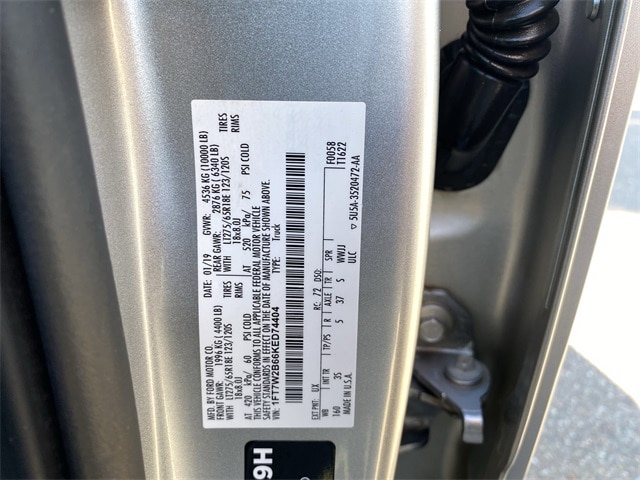 MFD. BY FORD MOTOR CO.
DATE: 01/19 GVWR: 4536 KG (10000 LB)
FRONT GAWR: 1996 KG (4400 LB) REAR GAWR: 2876 KG (6340 LB)
LT275/65R18E 123/120S TIRES WITH LT275/65R18E 123/120S TIRES
18x8.0J RIMS 18x8.0J RIMS
AT 420 kPa/ 60 PSI COLD AT 520 kPa/ 75 PSI COLD
THIS VEHICLE CONFORMS TO ALL APPLICABLE FEDERAL MOTOR VEHICLE
SAFETY STANDARDS IN EFFECT ON THE DATE OF MANUFACTURE SHOWN ABOVE.
VIN: 1FT7W2B66KED74404 TYPE: Truck
F0058
T1622
EXT PNT: UX RC: 72 DSO:
WB INT TR TP/PS R AXLE TR SPR
160 35 5 37 S WWJJ
MADE IN U.S.A. ULC ▽ 5U5A-3520472-AA
H6
®